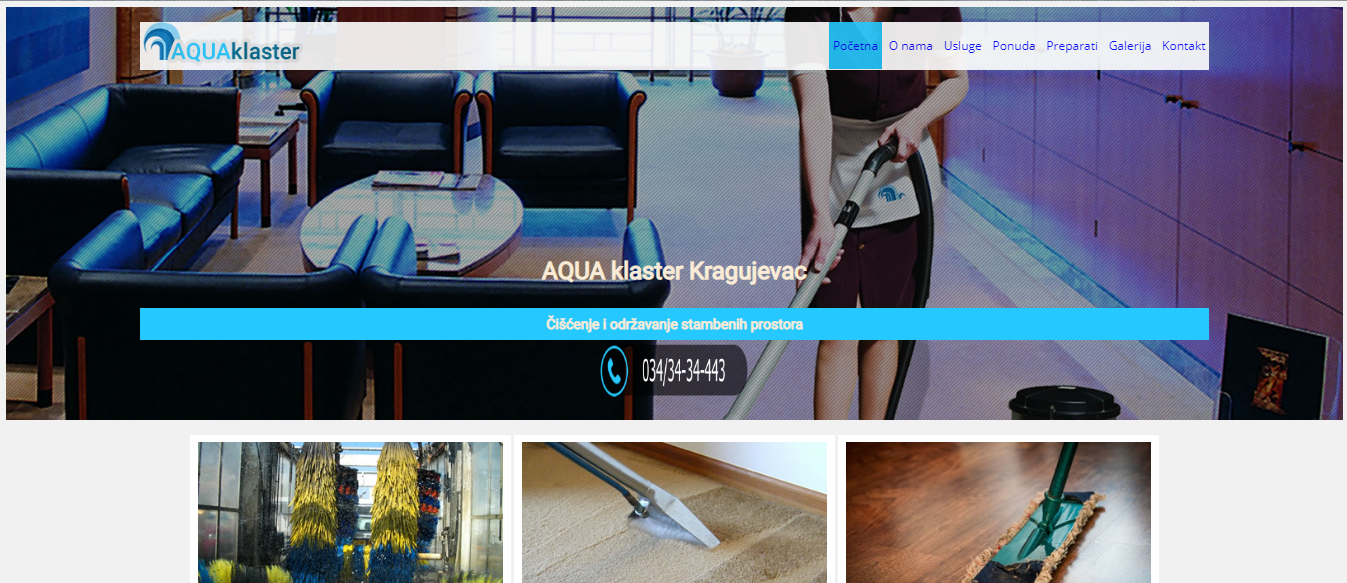 AQUAklaster
Početna O nama Usluge Ponuda Preparati Galerija Kontakt
AQUA klaster Kragujevac
Čišćenje i održavanje stambenih prostora
034/34-34-443